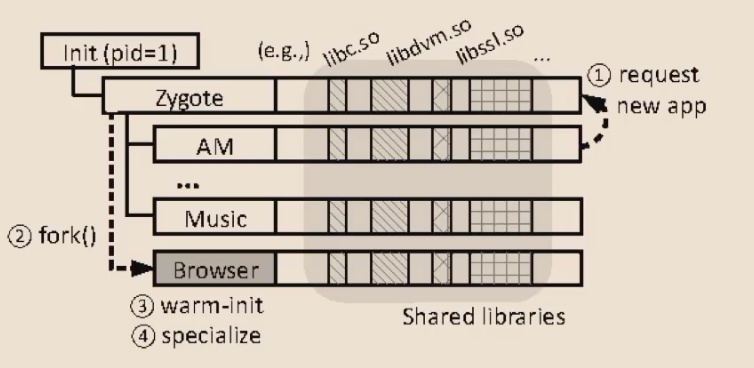 Init (pid=1)
(e.g.,) libc.so libdvm.so libssl.so ...
Zygote
① request
new app
AM
...
Music
② fork()
Browser
③ warm-init
④ specialize
Shared libraries